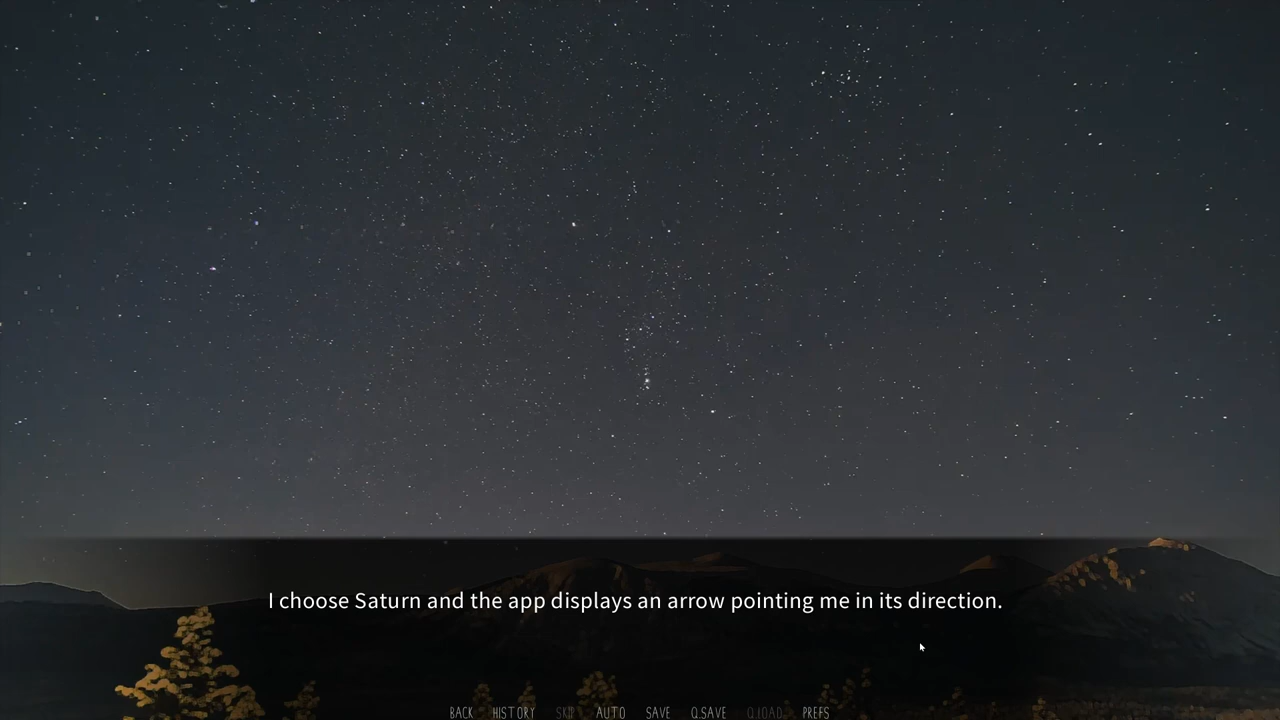 I choose Saturn and the app displays an arrow pointing me in its direction.
BACK HISTORY SKIP AUTO SAVE Q.SAVE Q.LOAD PREFS